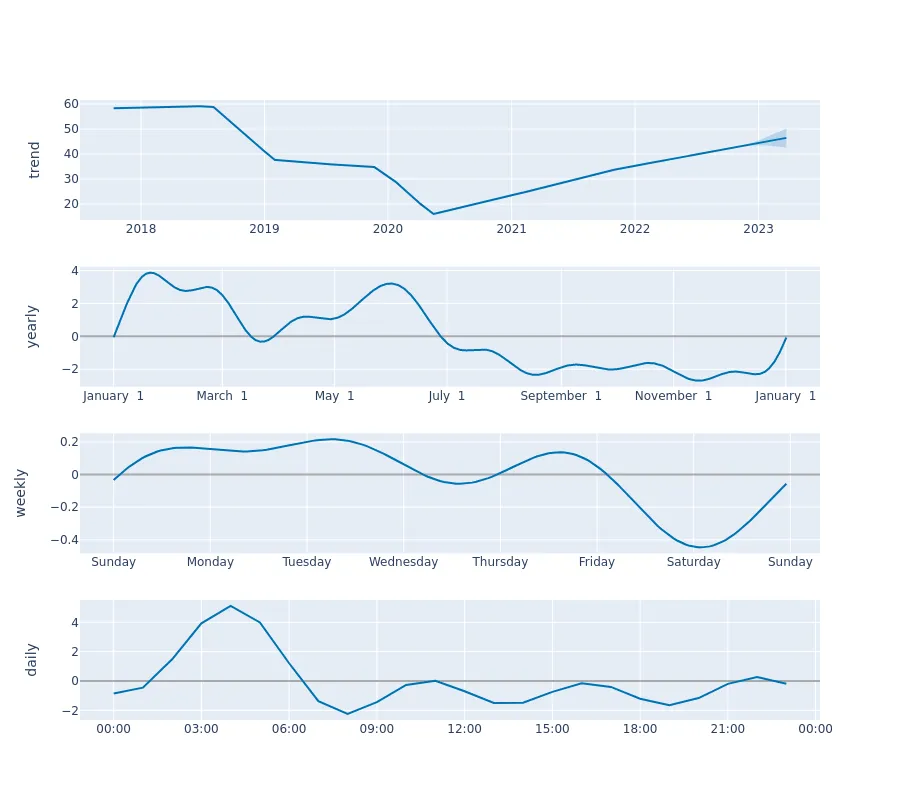 trend
60
50
40
30
20
2018 2019 2020 2021 2022 2023
yearly
4
2
0
−2
January 1 March 1 May 1 July 1 September 1 November 1 January 1
weekly
0.2
0
−0.2
−0.4
Sunday Monday Tuesday Wednesday Thursday Friday Saturday Sunday
daily
4
2
0
−2
00:00 03:00 06:00 09:00 12:00 15:00 18:00 21:00 00:00